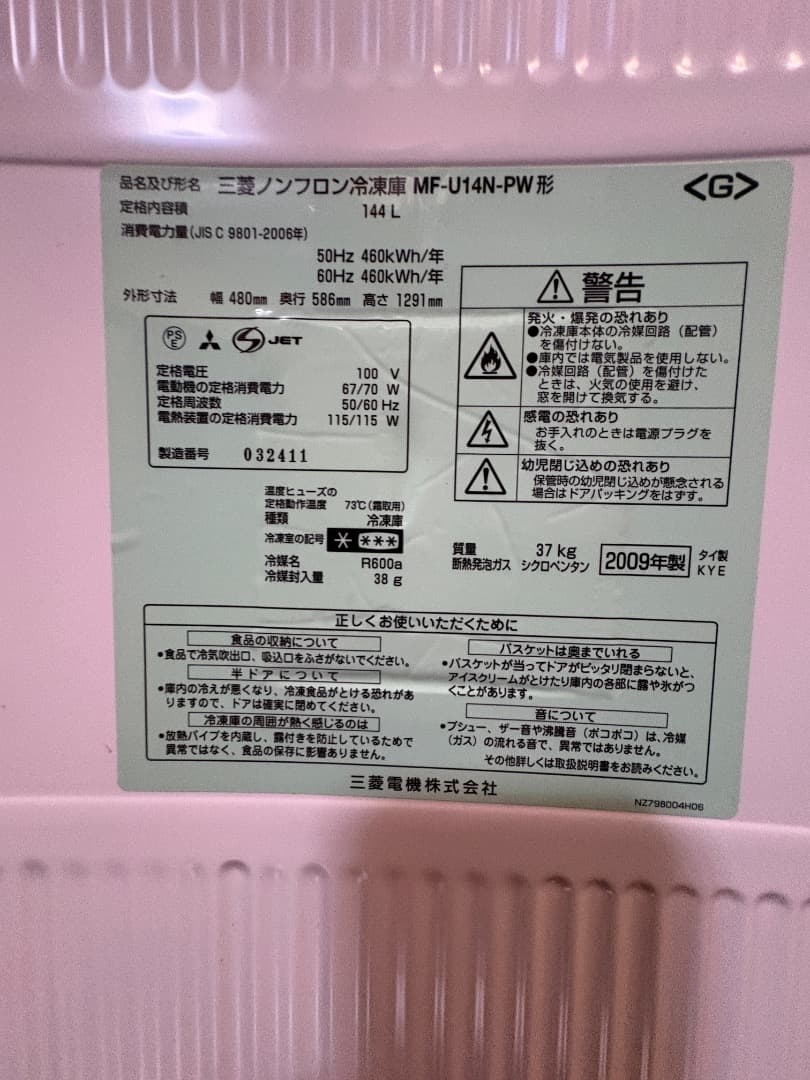 品名及び形名 三菱ノンフロン冷凍庫 MF-U14N-PW形 <G>
定格内容積 144 L
消費電力量(JIS C 9801-2006年)
50Hz 460kWh/年
60Hz 460kWh/年
外形寸法 幅 480mm 奥行 586mm 高さ 1291mm
PS E JET
定格電圧 100 V
電動機の定格消費電力 67/70 W
定格周波数 50/60 Hz
電熱装置の定格消費電力 115/115 W
製造番号 032411
警告
発火・爆発の恐れあり
●冷凍庫本体の冷媒回路(配管)
を傷付けない。
●庫内では電気製品を使用しない。
●冷媒回路(配管)を傷付けた
ときは、火気の使用を避け、
窓を開けて換気する。
感電の恐れあり
お手入れのときは電源プラグを
抜く。
幼児閉じ込めの恐れあり
保管時の幼児閉じ込めが懸念される
場合はドアパッキングをはずす。
温度ヒューズの
定格動作温度 73℃(霜取用)
種類 冷凍庫
冷凍室の記号 * ***
冷媒名 R600a
冷媒封入量 38 g
質量 37 kg
断熱発泡ガス シクロペンタン
2009年製 タイ製
KYE
正しくお使いいただくために
食品の収納について
●食品で冷気吹出口、吸込口をふさがないでください。
半ドアについて
●庫内の冷えが悪くなり、冷凍食品がとける恐れがあ
りますので、ドアは確実に閉めてください。
冷凍庫の周囲が熱く感じるのは
●放熱パイプを内蔵し、露付きを防止しているためで
異常ではなく、食品の保存に影響ありません。
バスケットは奥までいれる
●バスケットが当ってドアがピッタリ閉まらないと、
アイスクリームがとけたり庫内の各部に露や氷がつ
くことがあります。
音について
●プシュー、ザー音や沸騰音(ポコポコ)は、冷媒
(ガス)の流れる音で、異常ではありません。
その他詳しくは取扱説明書をお読みください。
三菱電機株式会社
NZ79B004H06